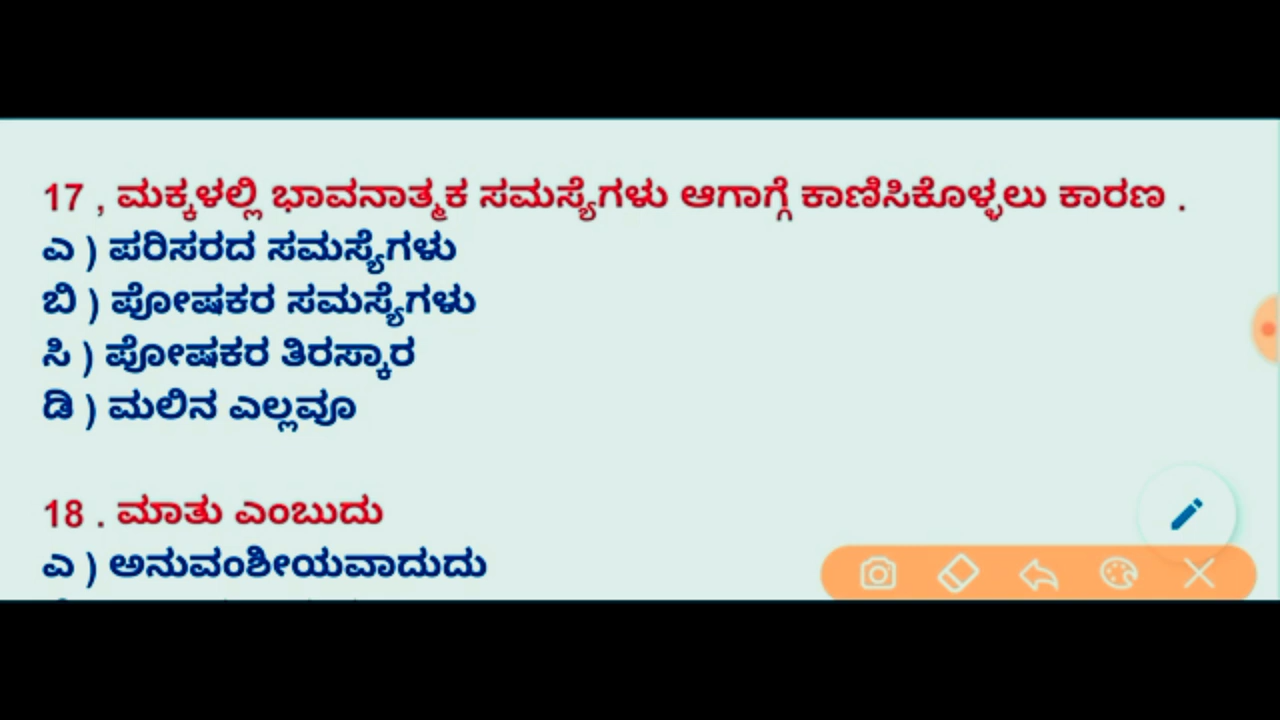 17 , ಮಕ್ಕಳಲ್ಲಿ ಭಾವನಾತ್ಮಕ ಸಮಸ್ಯೆಗಳು ಆಗಾಗ್ಗೆ ಕಾಣಿಸಿಕೊಳ್ಳಲು ಕಾರಣ .
ಎ ) ಪರಿಸರದ ಸಮಸ್ಯೆಗಳು
ಬಿ ) ಪೋಷಕರ ಸಮಸ್ಯೆಗಳು
ಸಿ ) ಪೋಷಕರ ತಿರಸ್ಕಾರ
ಡಿ ) ಮಲಿನ ಎಲ್ಲವೂ
18 . ಮಾತು ಎಂಬುದು
ಎ ) ಅನುವಂಶೀಯವಾದುದು